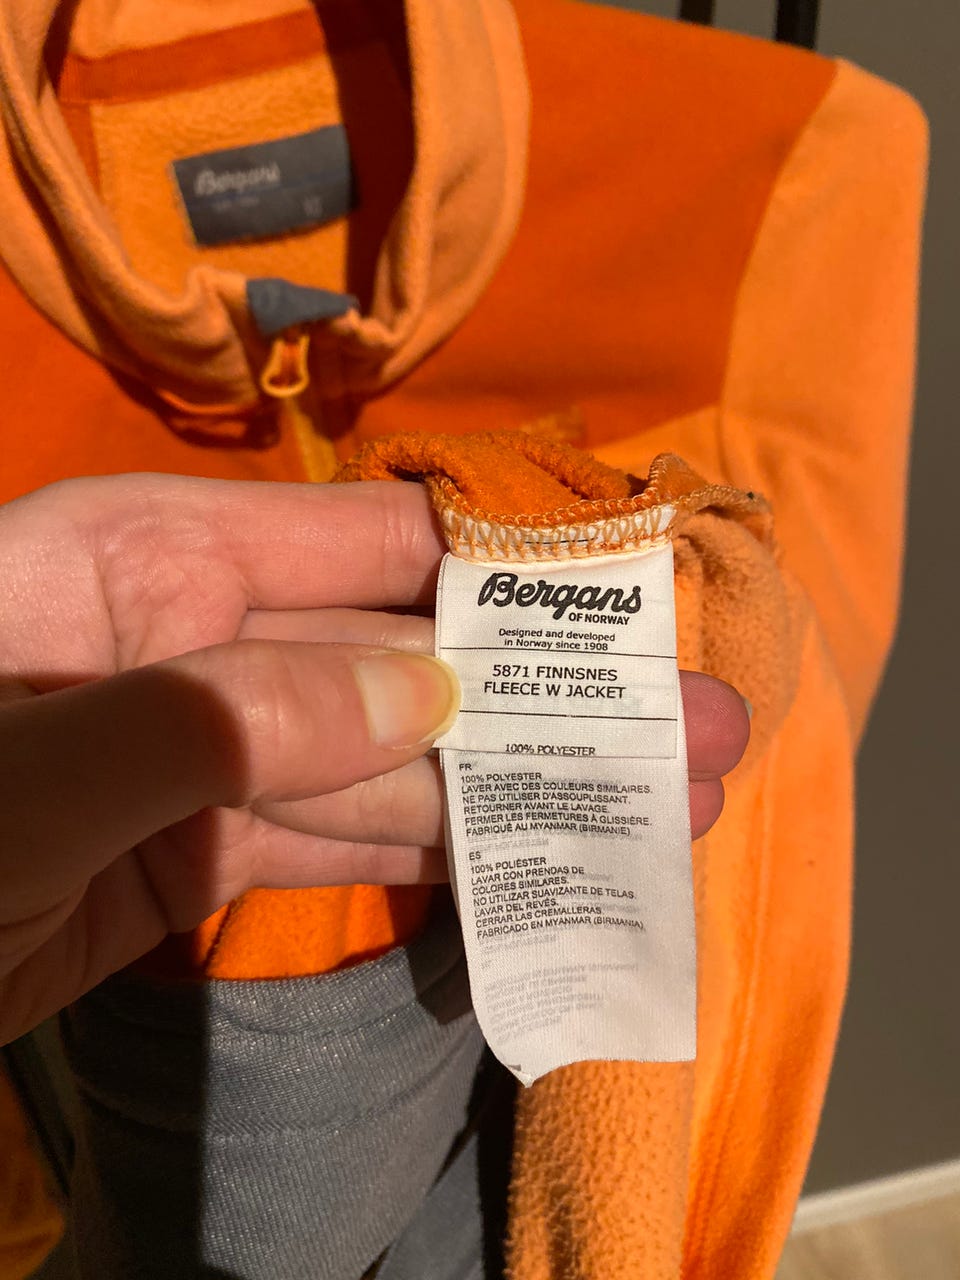 Bergans
Bergans
OF NORWAY
Designed and developed
in Norway since 1908
5871 FINNSNES
FLEECE W JACKET
100% POLYESTER
FR
100% POLYESTER
LAVER AVEC DES COULEURS SIMILAIRES.
NE PAS UTILISER D'ASSOUPLISSANT.
RETOURNER AVANT LE LAVAGE.
FERMER LES FERMETURES À GLISSIÈRE.
FABRIQUÉ AU MYANMAR (BIRMANIE)
ES
100% POLIÉSTER
LAVAR CON PRENDAS DE
COLORES SIMILARES.
NO UTILIZAR SUAVIZANTE DE TELAS.
LAVAR DEL REVÉS.
CERRAR LAS CREMALLERAS.
FABRICADO EN MYANMAR (BIRMANIA)